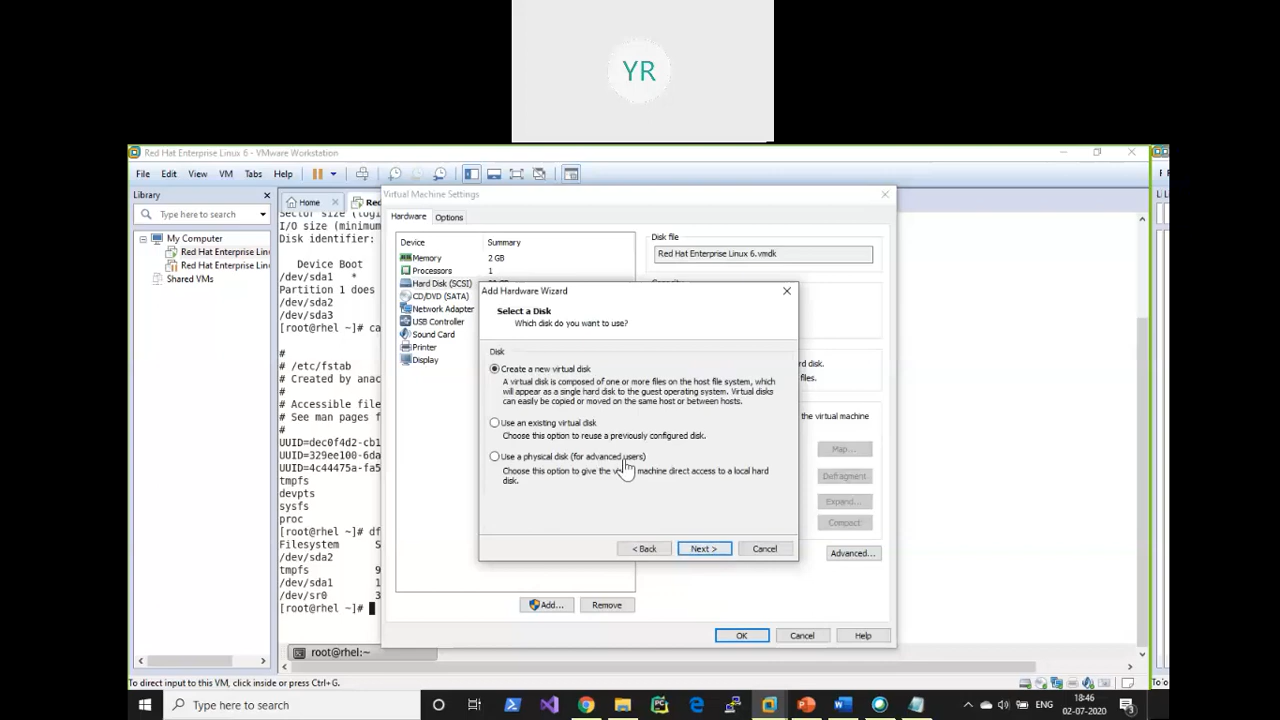 YR
Red Hat Enterprise Linux 6 - VMware Workstation
File Edit View VM Tabs Help
Library
Type here to search
My Computer
Red Hat Enterprise Lin
Red Hat Enterprise Lin
Shared VMs
Home
Re
Sector size (logi
I/O size (minimum
Disk identifier:
Device Boot
/dev/sda1 *
Partition 1 does
/dev/sda2
/dev/sda3
[root@rhel ~]# ca
#
# /etc/fstab
# Created by anac
#
# Accessible file
# See man pages f
#
UUID=dec0f4d2-cb1
UUID=329ee100-6da
UUID=4c44475a-fa5
tmpfs
devpts
sysfs
proc
[root@rhel ~]# df
Filesystem S
/dev/sda2
tmpfs 9
/dev/sda1 1
/dev/sr0 3
[root@rhel ~]#
root@rhel:~
Virtual Machine Settings
Hardware Options
Device Summary
Memory 2 GB
Processors 1
Hard Disk (SCSI)
CD/DVD (SATA)
Network Adapter
USB Controller
Sound Card
Printer
Display
Add...
Remove
Disk file
Red Hat Enterprise Linux 6.vmdk
d disk.
files.
the virtual machine
Map...
Defragment
Expand...
Compact
Advanced...
OK
Cancel
Help
Add Hardware Wizard
Select a Disk
Which disk do you want to use?
Disk
Create a new virtual disk
A virtual disk is composed of one or more files on the host file system, which
will appear as a single hard disk to the guest operating system. Virtual disks
can easily be copied or moved on the same host or between hosts.
Use an existing virtual disk
Choose this option to reuse a previously configured disk.
Use a physical disk (for advanced users)
Choose this option to give the machine direct access to a local hard
disk.
< Back
Next >
Cancel
To direct input to this VM, click inside or press Ctrl+G.
Type here to search
ENG
18:46
02-07-2020
3